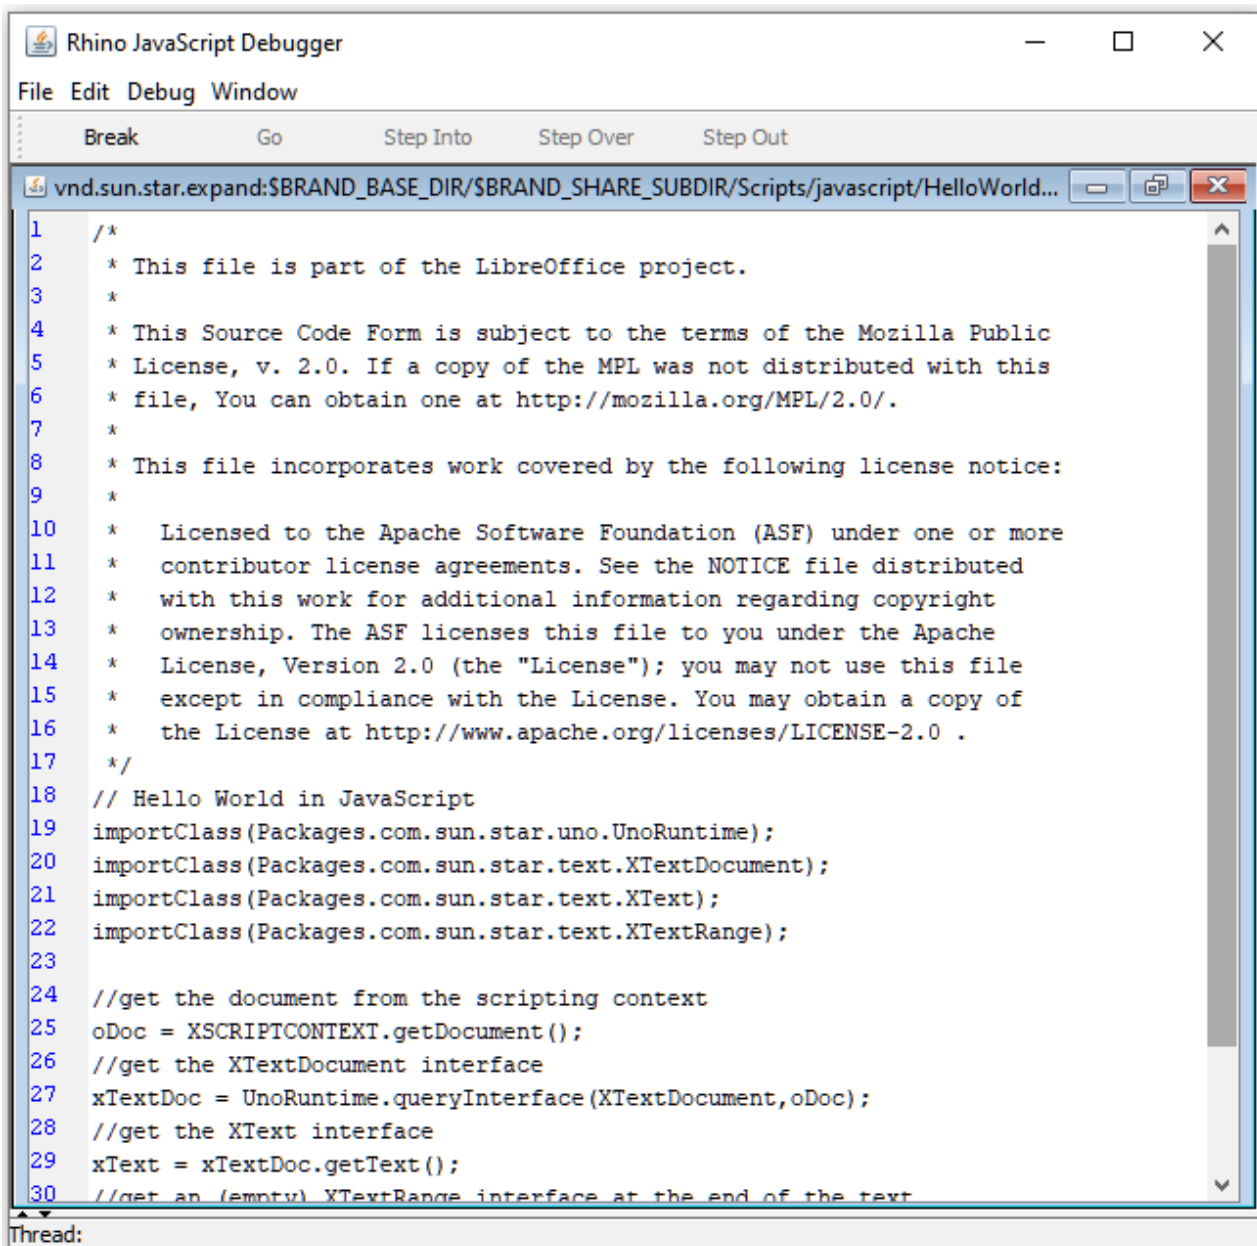 Rhino JavaScript Debugger
File Edit Debug Window
Break Go Step Into Step Over Step Out
vnd.sun.star.expand:$BRAND_BASE_DIR/$BRAND_SHARE_SUBDIR/Scripts/javascript/HelloWorld...
1 /*
2  * This file is part of the LibreOffice project.
3  *
4  * This Source Code Form is subject to the terms of the Mozilla Public
5  * License, v. 2.0. If a copy of the MPL was not distributed with this
6  * file, You can obtain one at http://mozilla.org/MPL/2.0/.
7  *
8  * This file incorporates work covered by the following license notice:
9  *
10  *   Licensed to the Apache Software Foundation (ASF) under one or more
11  *   contributor license agreements. See the NOTICE file distributed
12  *   with this work for additional information regarding copyright
13  *   ownership. The ASF licenses this file to you under the Apache
14  *   License, Version 2.0 (the "License"); you may not use this file
15  *   except in compliance with the License. You may obtain a copy of
16  *   the License at http://www.apache.org/licenses/LICENSE-2.0 .
17  */
18 // Hello World in JavaScript
19 importClass(Packages.com.sun.star.uno.UnoRuntime);
20 importClass(Packages.com.sun.star.text.XTextDocument);
21 importClass(Packages.com.sun.star.text.XText);
22 importClass(Packages.com.sun.star.text.XTextRange);
23
24 //get the document from the scripting context
25 oDoc = XSCRIPTCONTEXT.getDocument();
26 //get the XTextDocument interface
27 xTextDoc = UnoRuntime.queryInterface(XTextDocument,oDoc);
28 //get the XText interface
29 xText = xTextDoc.getText();
30 //get an (empty) XTextRange interface at the end of the text
Thread: